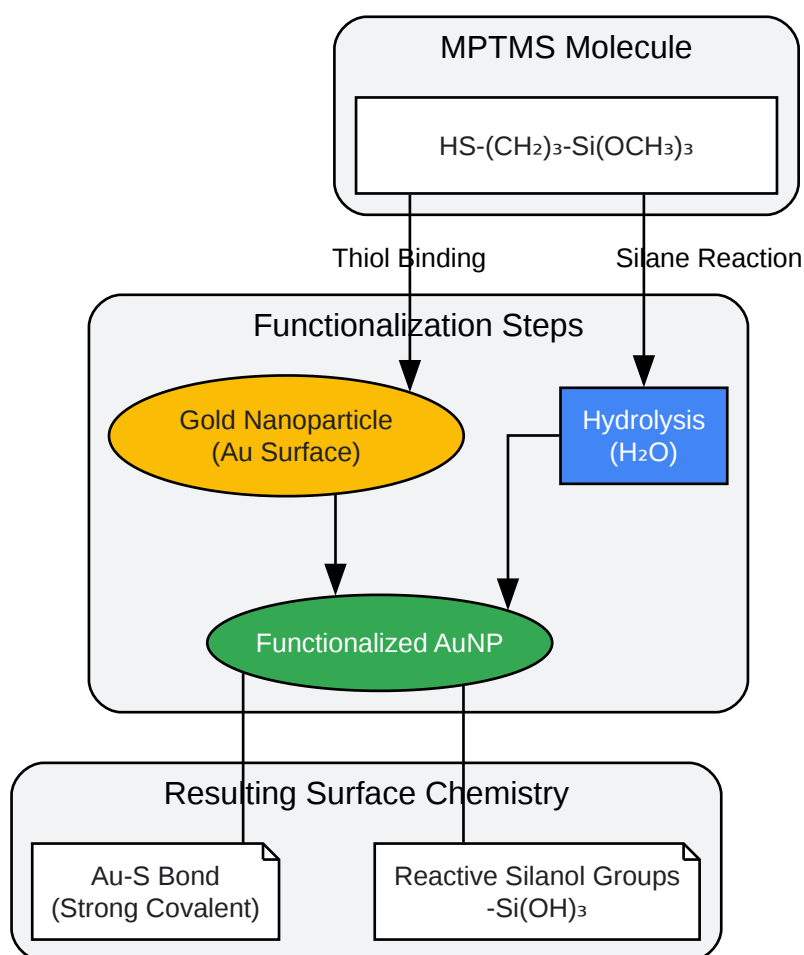 MPTMS Molecule
HS-(CH₂)₃-Si(OCH₃)₃
Thiol Binding
Silane Reaction
Functionalization Steps
Gold Nanoparticle
(Au Surface)
Hydrolysis
(H₂O)
Functionalized AuNP
Resulting Surface Chemistry
Au-S Bond
(Strong Covalent)
Reactive Silanol Groups
-Si(OH)₃